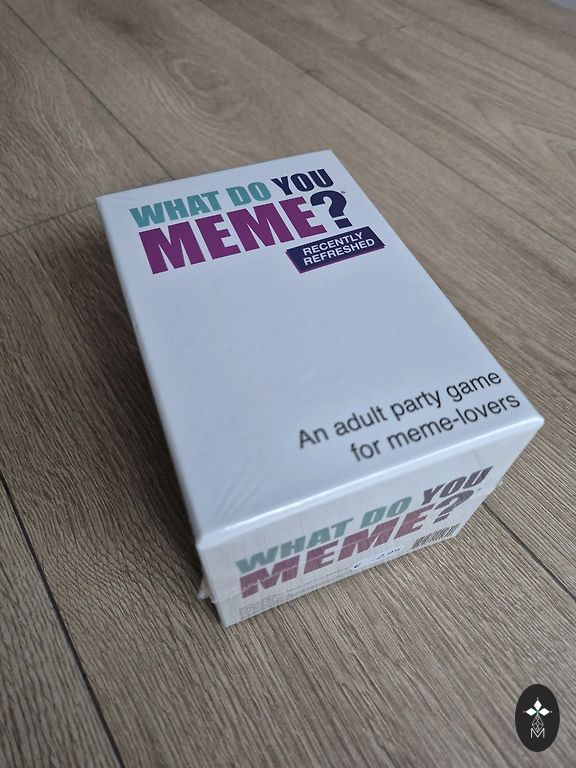 WHAT DO YOU
MEME?
RECENTLY
REFRESHED
An adult party game
for meme-lovers
WHAT DO YOU
MEME?
M